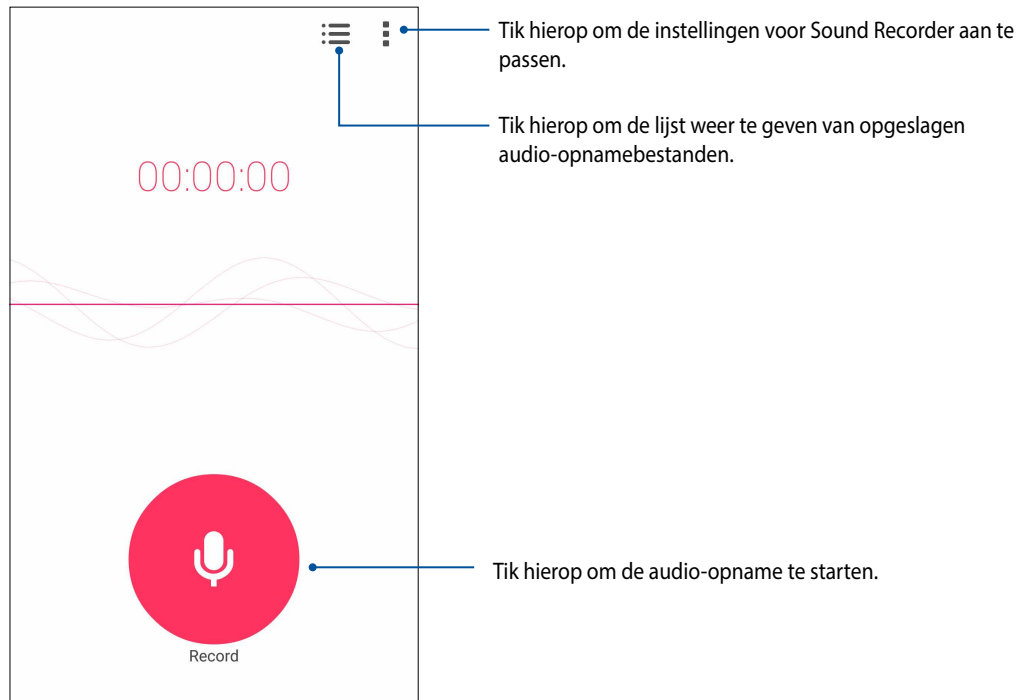 Tik hierop om de instellingen voor Sound Recorder aan te
passen.
Tik hierop om de lijst weer te geven van opgeslagen
audio-opnamebestanden.
00:00:00
Tik hierop om de audio-opname te starten.
Record